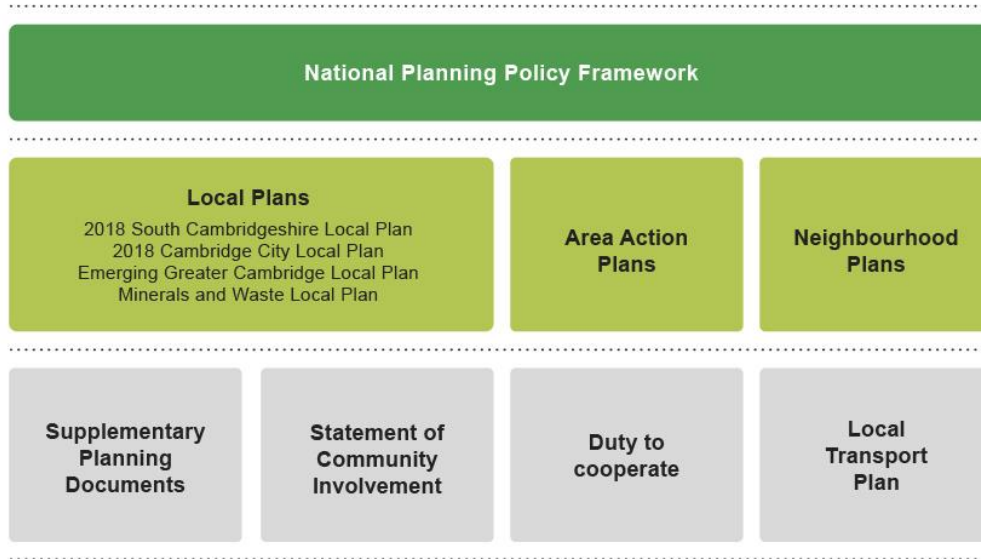 National Planning Policy Framework
Local Plans
2018 South Cambridgeshire Local Plan
2018 Cambridge City Local Plan
Emerging Greater Cambridge Local Plan
Minerals and Waste Local Plan
Area Action
Plans
Neighbourhood
Plans
Supplementary
Planning
Documents
Statement of
Community
Involvement
Duty to
cooperate
Local
Transport
Plan